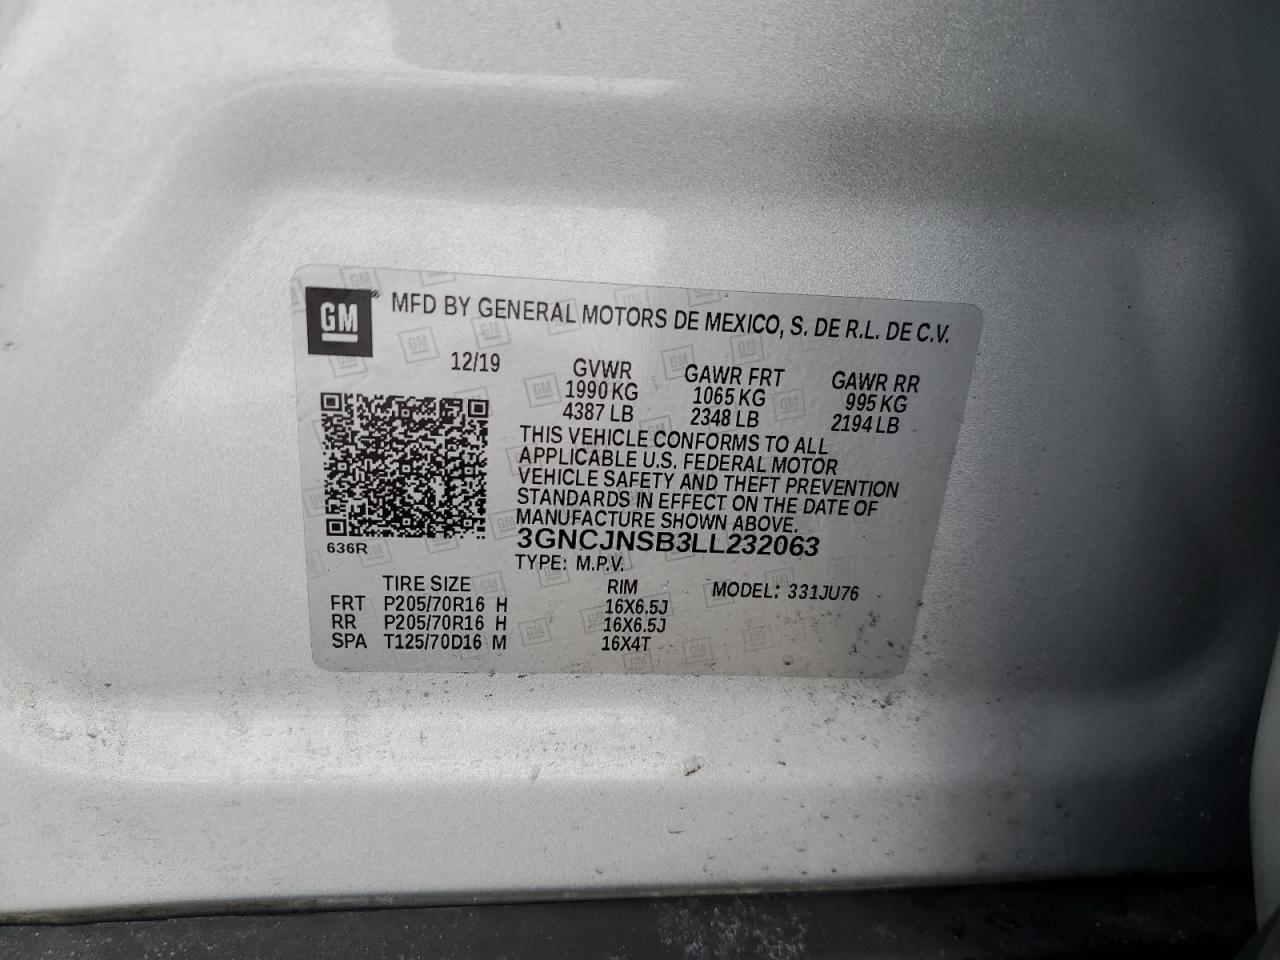 GM MFD BY GENERAL MOTORS DE MEXICO, S. DE R.L. DE C.V.
12/19 GVWR GAWR FRT GAWR RR
1990 KG 1065 KG 995 KG
4387 LB 2348 LB 2194 LB
THIS VEHICLE CONFORMS TO ALL
APPLICABLE U.S. FEDERAL MOTOR
VEHICLE SAFETY AND THEFT PREVENTION
STANDARDS IN EFFECT ON THE DATE OF
MANUFACTURE SHOWN ABOVE.
636R 3GNCJNSB3LL232063
TYPE: M.P.V.
TIRE SIZE RIM MODEL: 331JU76
FRT P205/70R16 H 16X6.5J
RR P205/70R16 H 16X6.5J
SPA T125/70D16 M 16X4T